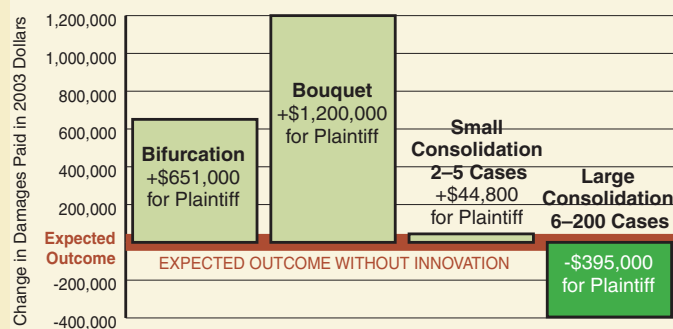 Change in Damages Paid in 2003 Dollars
1,200,000
1,000,000
800,000
600,000
400,000
200,000
Expected
Outcome
-200,000
-400,000
Bifurcation
+$651,000
for Plaintiff
Bouquet
+$1,200,000
for Plaintiff
Small
Consolidation
2–5 Cases
+$44,800
for Plaintiff
Large
Consolidation
6–200 Cases
-$395,000
for Plaintiff
EXPECTED OUTCOME WITHOUT INNOVATION